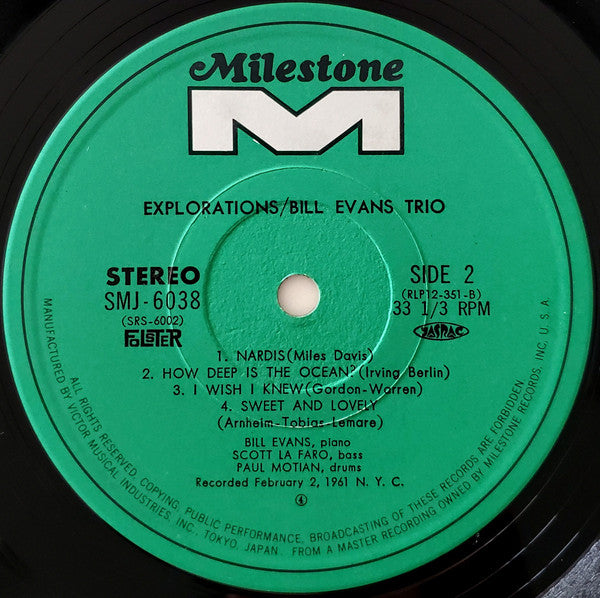 Milestone
M
EXPLORATIONS/BILL EVANS TRIO
STEREO
SMJ-6038
(SRS-6002)
FOLSTER
SIDE 2
(RLP12-351-B)
33 1/3 RPM
JASRAC
1. NARDIS(Miles Davis)
2. HOW DEEP IS THE OCEAN?(Irving Berlin)
3. I WISH I KNEW(Gordon-Warren)
4. SWEET AND LOVELY
(Arnheim-Tobias-Lemare)
BILL EVANS, piano
SCOTT LA FARO, bass
PAUL MOTIAN, drums
Recorded February 2, 1961 N. Y. C.
4
ALL RIGHTS RESERVED. COPYING, PUBLIC PERFORMANCE, BROADCASTING OF THESE RECORDS ARE FORBIDDEN
MANUFACTURED BY VICTOR MUSICAL INDUSTRIES, INC., TOKYO, JAPAN. FROM A MASTER RECORDING OWNED BY MILESTONE RECORDS, INC, U.S.A.